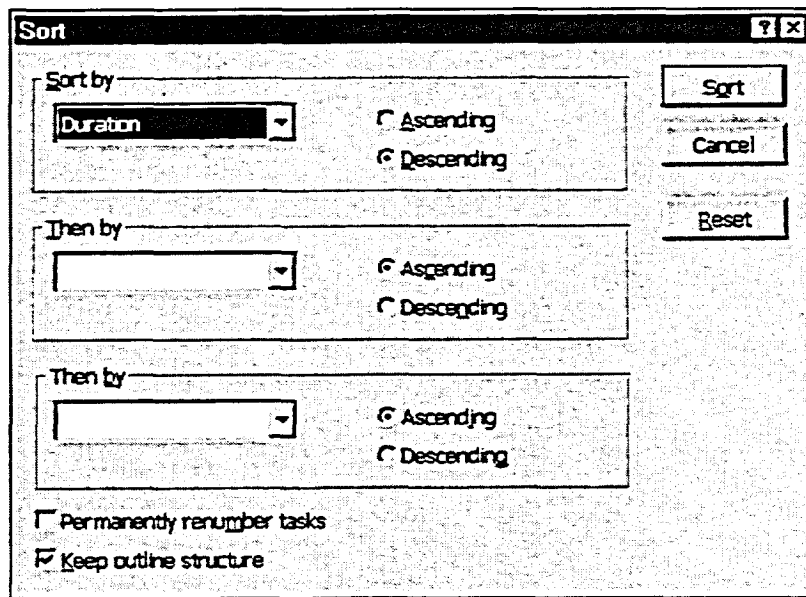 Sort
Sort by
Duration
Ascending
Descending
Sort
Cancel
Reset
Then by
Ascending
Descending
Then by
Ascending
Descending
Permanently renumber tasks
Keep outline structure